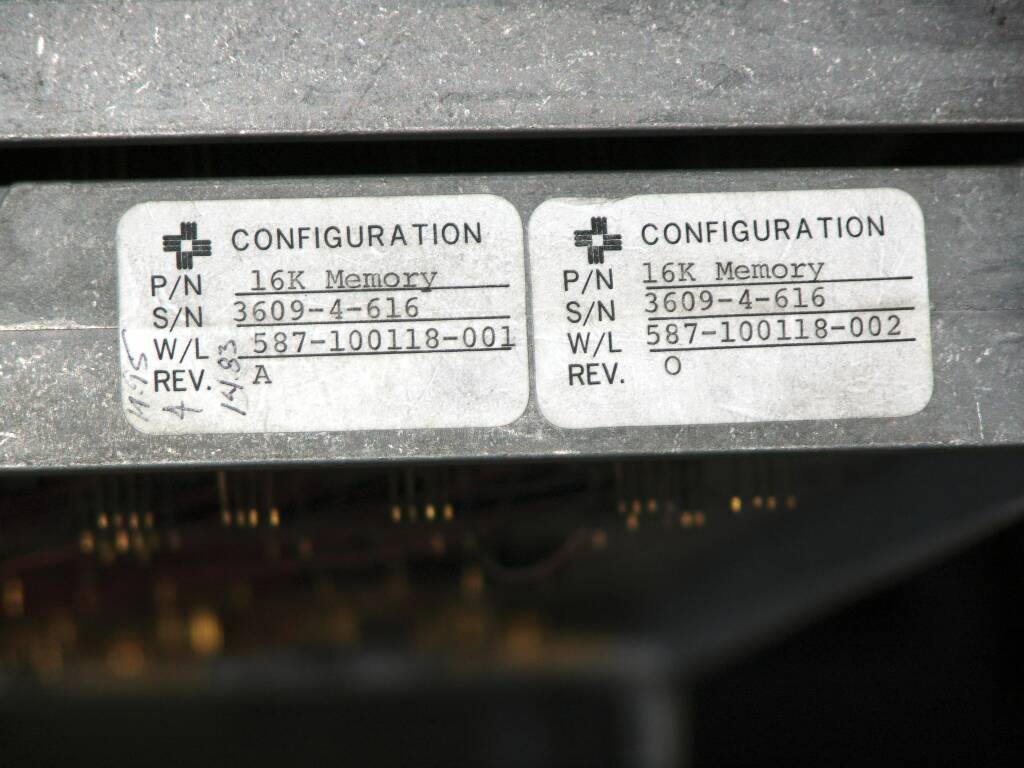 CONFIGURATION
P/N 16K Memory
S/N 3609-4-616
W/L 587-100118-001
REV. A
1483
CONFIGURATION
P/N 16K Memory
S/N 3609-4-616
W/L 587-100118-002
REV. O